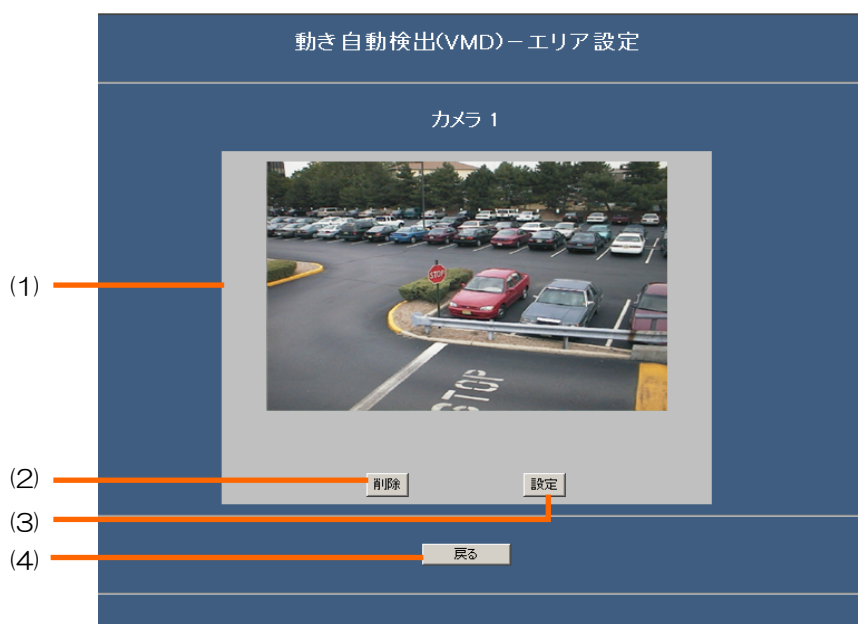 動き自動検出(VMD)－エリア設定
カメラ 1
STOP
STOP
(1)
(2)
削除
設定
(3)
(4)
戻る